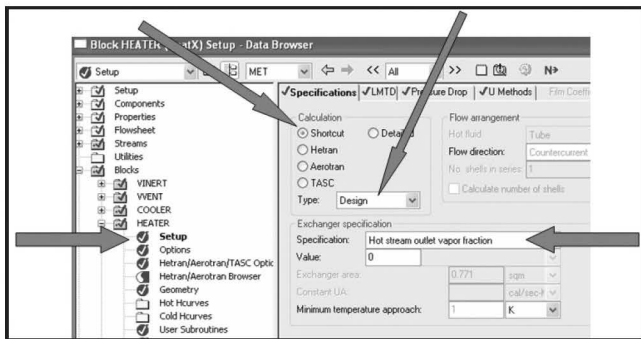 Block HEATER (HeatX) Setup - Data Browser
Setup MET All >> N>
Setup
Components
Properties
Flowsheet
Streams
Utilities
Blocks
VINERT
VVENT
COOLER
HEATER
Setup
Options
Hetran/Aerotran/TASC Optic
Hetran/Aerotran Browser
Geometry
Hot Hcurves
Cold Hcurves
User Subroutines
Specifications LMTD Pressure Drop U Methods Film Coeffi
Calculation
Shortcut Detailed
Hetran
Aerotran
TASC
Type: Design
Flow arrangement
Hot fluid Tube
Flow direction: Countercurrent
No. shells in series: 1
Calculate number of shells
Exchanger specification
Specification: Hot stream outlet vapor fraction
Value: 0
Exchanger area: 0.771 sqm
Constant UA: cal/sec-K
Minimum temperature approach: 1 K